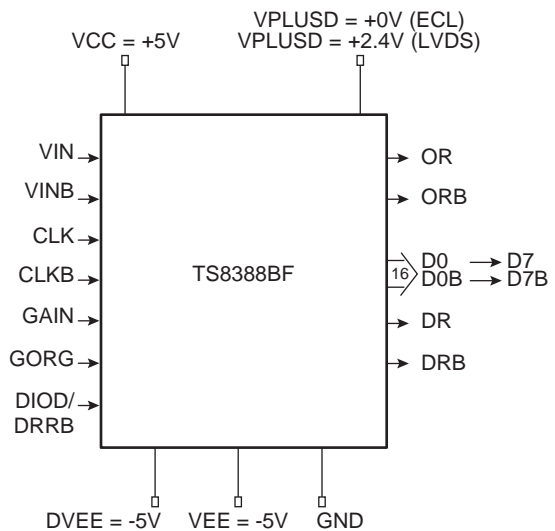 VPLUSD = +0V (ECL)
VCC = +5V VPLUSD = +2.4V (LVDS)
VIN OR
VINB ORB
CLK
D0 D7
CLKB TS8388BF 16 D0B D7B
GAIN DR
GORG DRB
DIOD/
DRRB
DVEE = -5V VEE = -5V GND